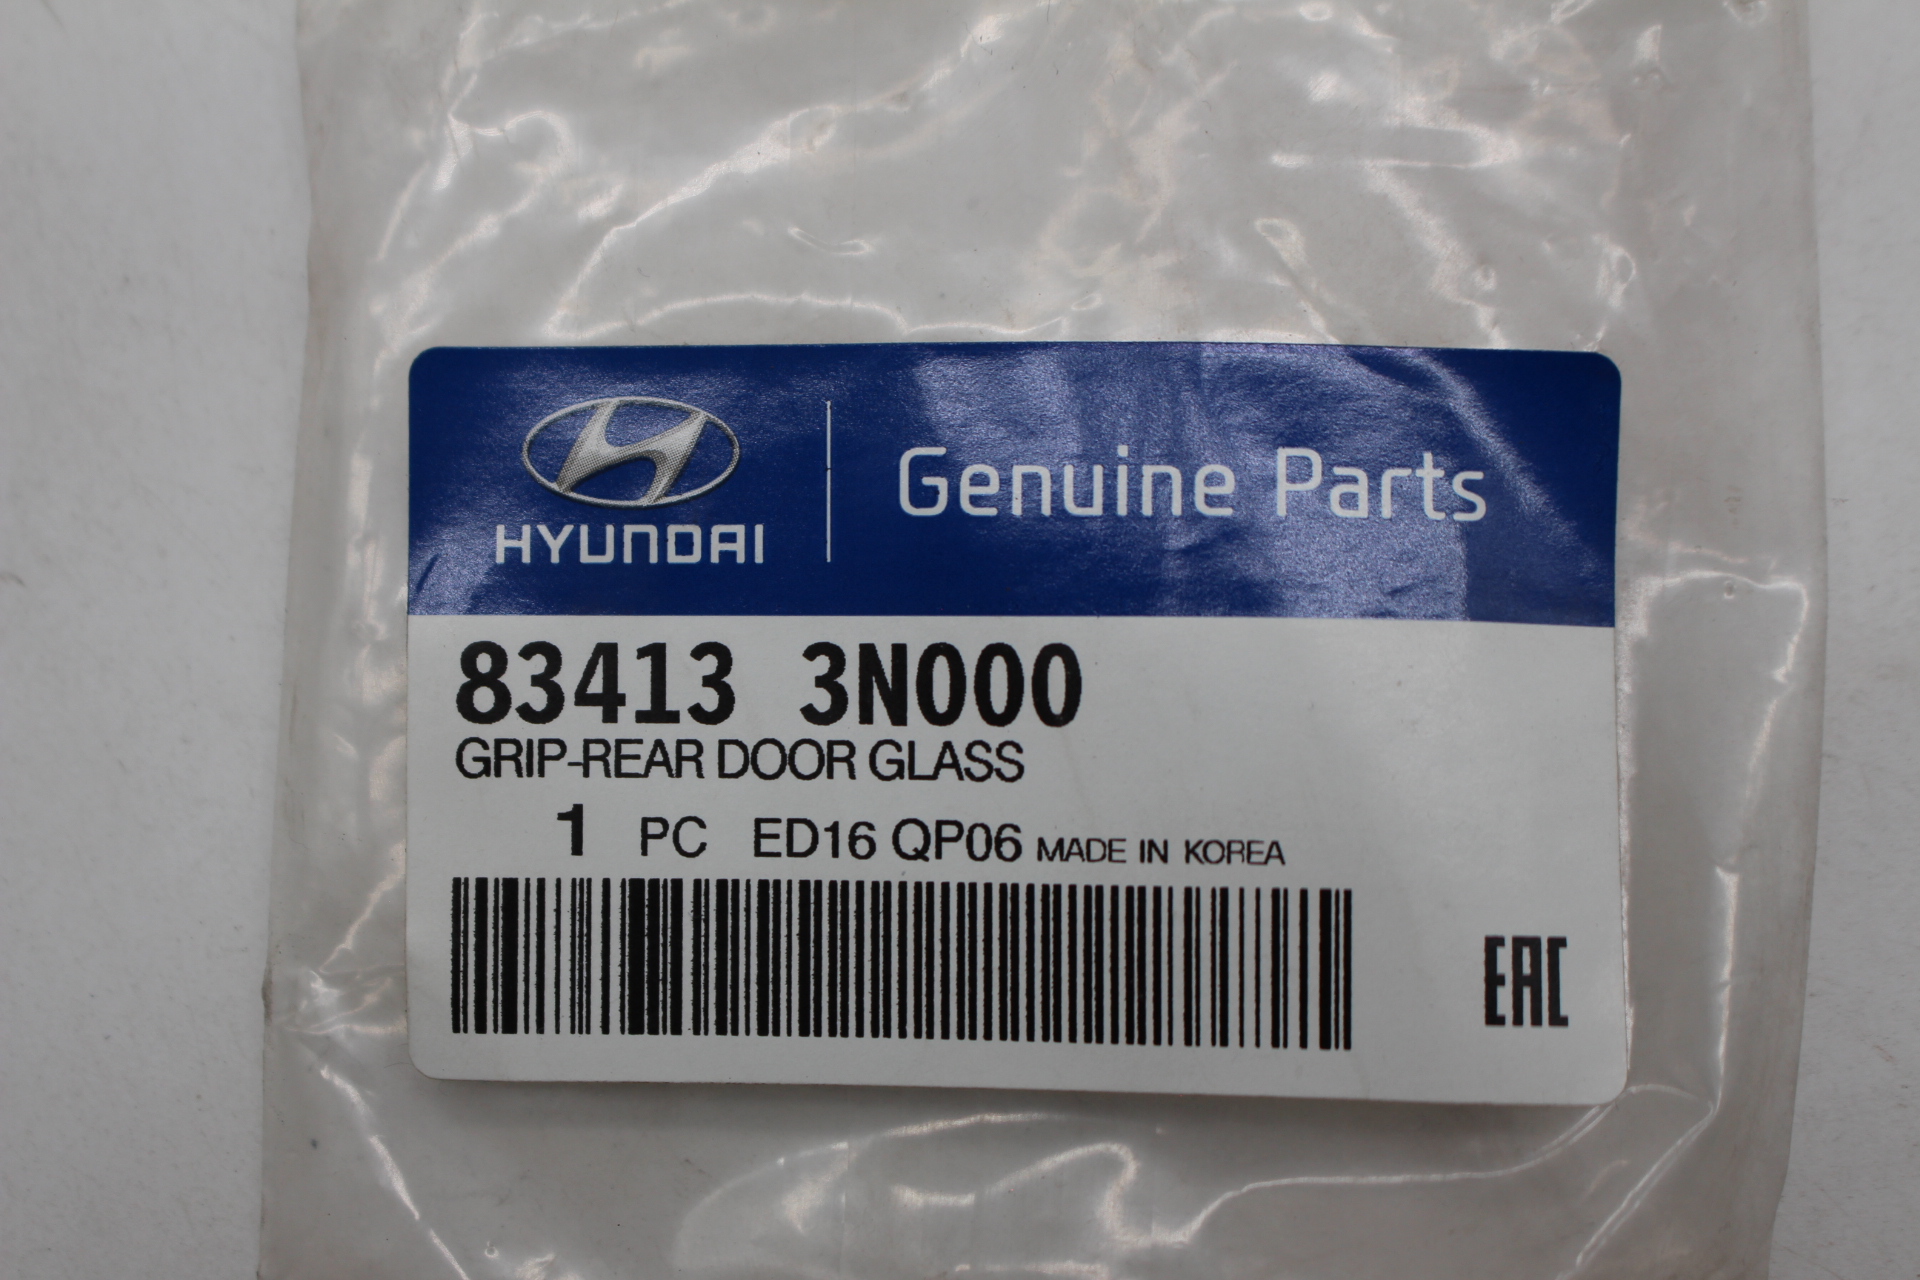 HYUNDAI
Genuine Parts
83413 3N000
GRIP-REAR DOOR GLASS
1 PC ED16 QP06 MADE IN KOREA
EAC